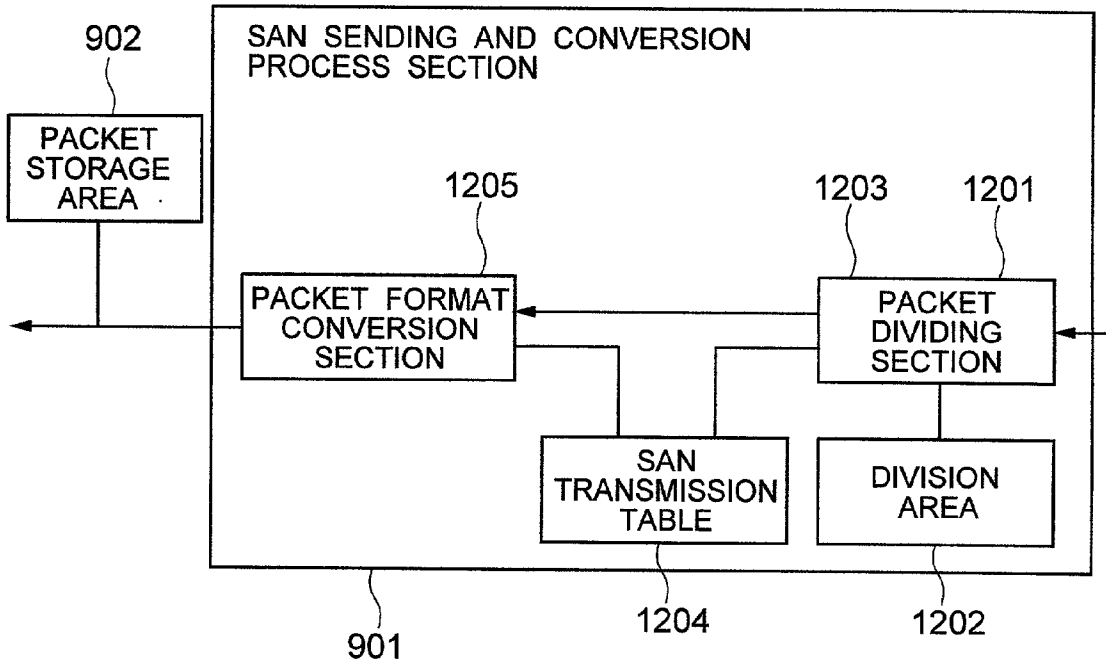 902
SAN SENDING AND CONVERSION
PROCESS SECTION
PACKET
STORAGE
AREA
1205
1203
1201
PACKET FORMAT
CONVERSION
SECTION
PACKET
DIVIDING
SECTION
SAN
TRANSMISSION
TABLE
DIVISION
AREA
901
1204
1202